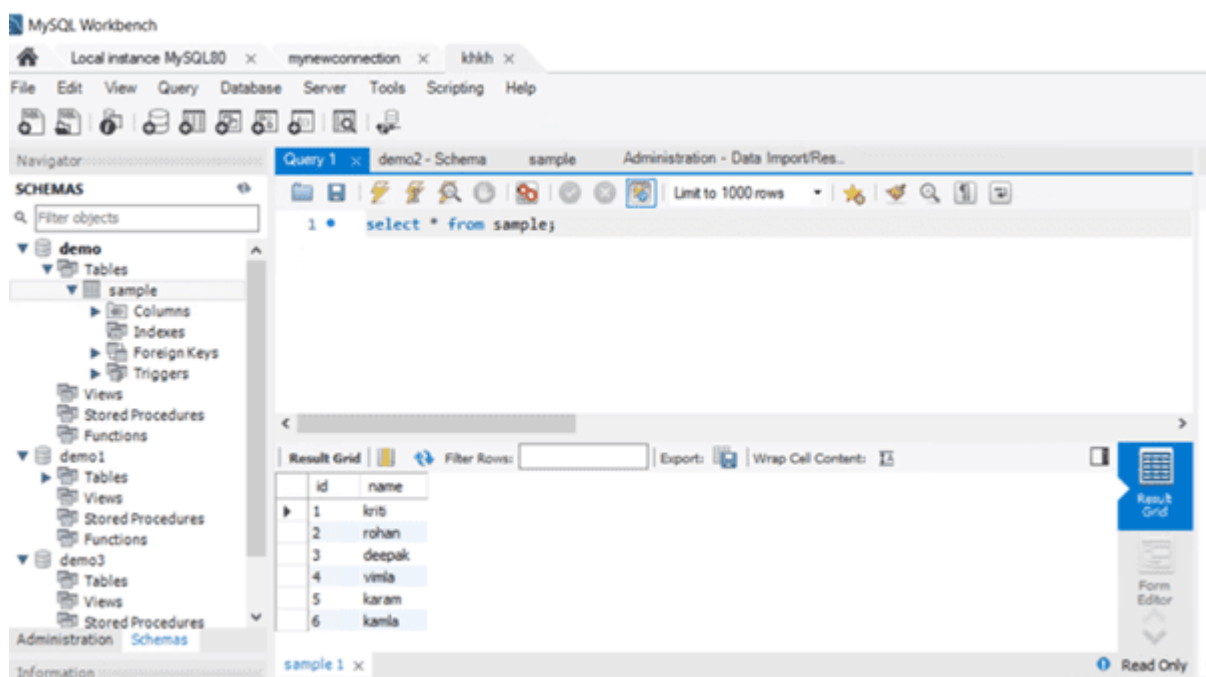 MySQL Workbench
Local instance MySQL80 × mynewconnection × khkh ×
File Edit View Query Database Server Tools Scripting Help
Navigator
SCHEMAS
Filter objects
demo
Tables
sample
Columns
Indexes
Foreign Keys
Triggers
Views
Stored Procedures
Functions
demo1
Tables
Views
Stored Procedures
Functions
demo3
Tables
Views
Stored Procedures
Administration Schemas
Information
Query 1 × demo2 - Schema sample Administration - Data Import/Res...
Limit to 1000 rows
1 select * from sample;
Result Grid Filter Rows: Export: Wrap Cell Content:
id name
1 kriti
2 rohan
3 deepak
4 vimla
5 karam
6 kamla
Result
Grid
Form
Editor
sample 1 × Read Only